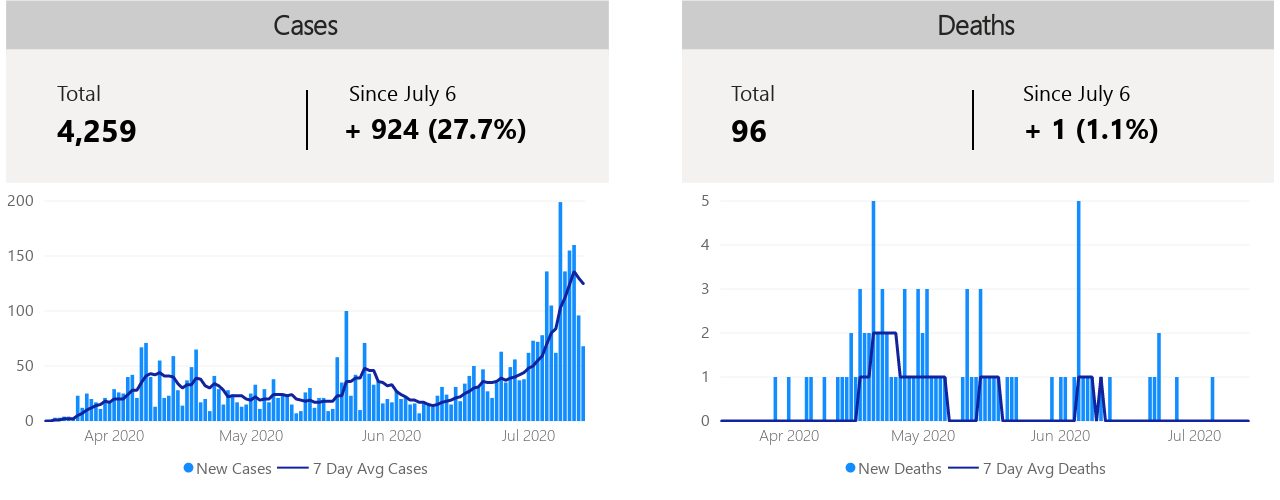 Cases
Total
Since July 6
4,259
+ 924 (27.7%)
200
150
100
50
0
Apr 2020
May 2020
Jun 2020
Jul 2020
New Cases
7 Day Avg Cases
Deaths
Total
Since July 6
96
+ 1 (1.1%)
5
4
3
2
1
0
Apr 2020
May 2020
Jun 2020
Jul 2020
New Deaths
7 Day Avg Deaths